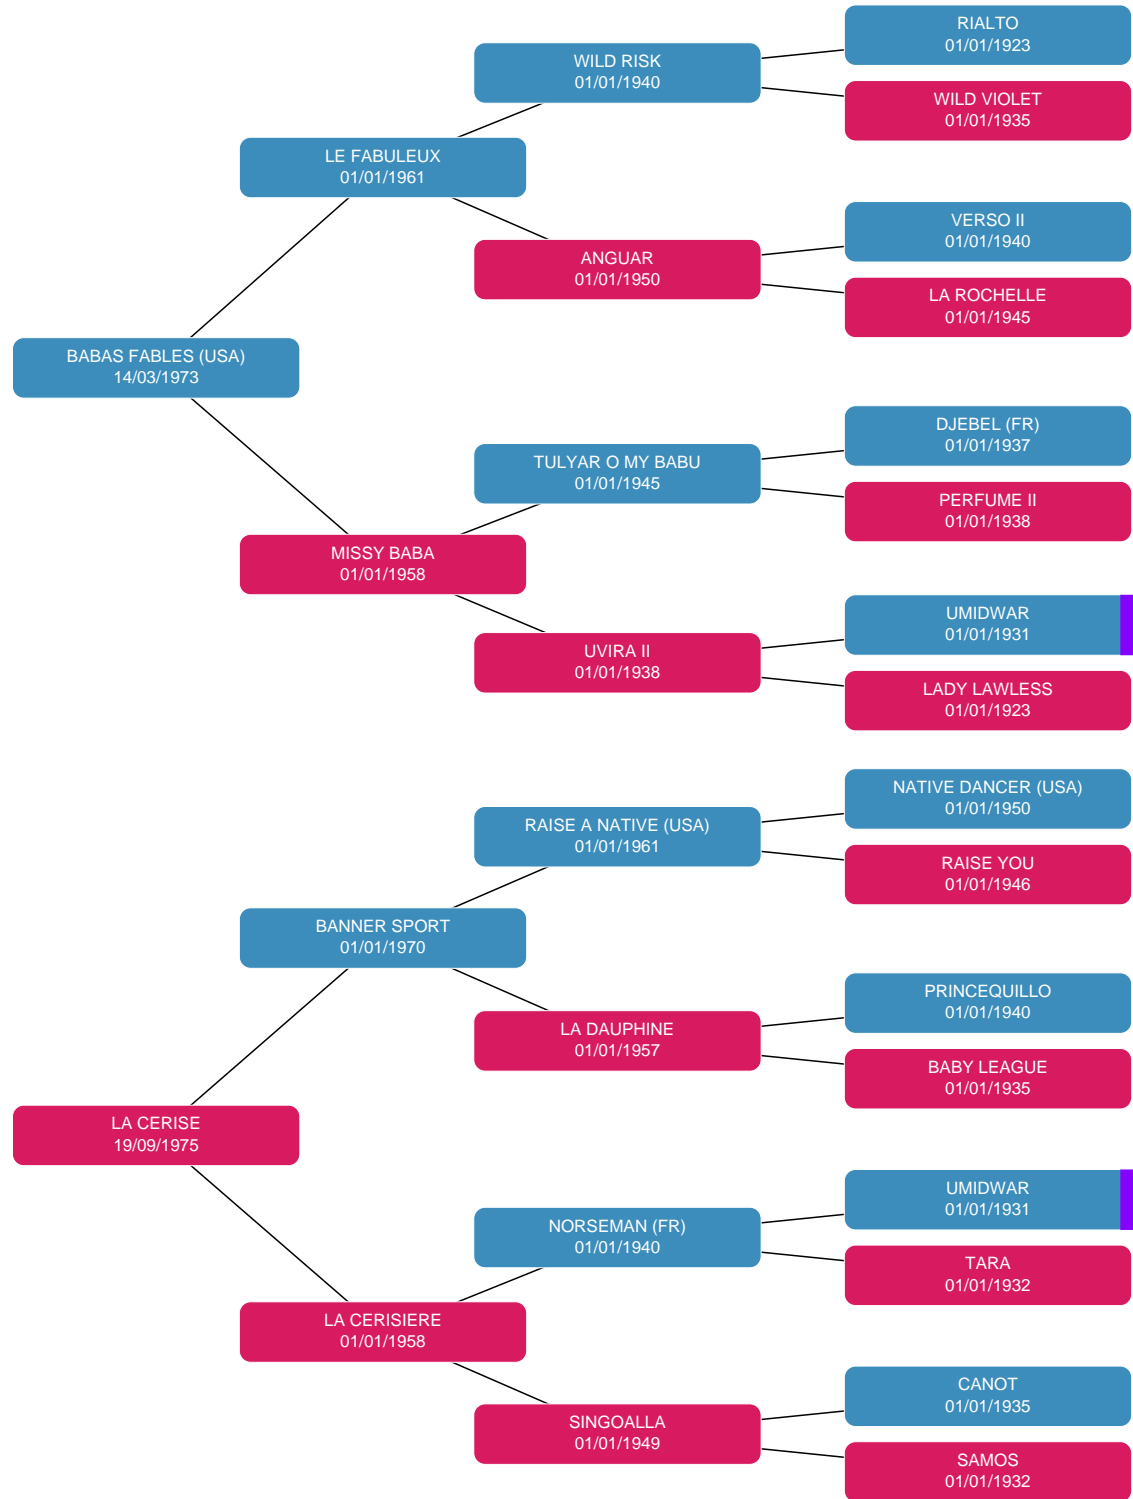 RIALTO
01/01/1923
WILD RISK
01/01/1940
WILD VIOLET
01/01/1935
LE FABULEUX
01/01/1961
VERSO II
01/01/1940
ANGUAR
01/01/1950
LA ROCHELLE
01/01/1945
BABAS FABLES (USA)
14/03/1973
DJEBEL (FR)
01/01/1937
TULYAR O MY BABU
01/01/1945
PERFUME II
01/01/1938
MISSY BABA
01/01/1958
UMIDWAR
01/01/1931
UVIRA II
01/01/1938
LADY LAWLESS
01/01/1923
NATIVE DANCER (USA)
01/01/1950
RAISE A NATIVE (USA)
01/01/1961
RAISE YOU
01/01/1946
BANNER SPORT
01/01/1970
PRINCEQUILLO
01/01/1940
LA DAUPHINE
01/01/1957
BABY LEAGUE
01/01/1935
LA CERISE
19/09/1975
UMIDWAR
01/01/1931
NORSEMAN (FR)
01/01/1940
TARA
01/01/1932
LA CERISIERE
01/01/1958
CANOT
01/01/1935
SINGOALLA
01/01/1949
SAMOS
01/01/1932